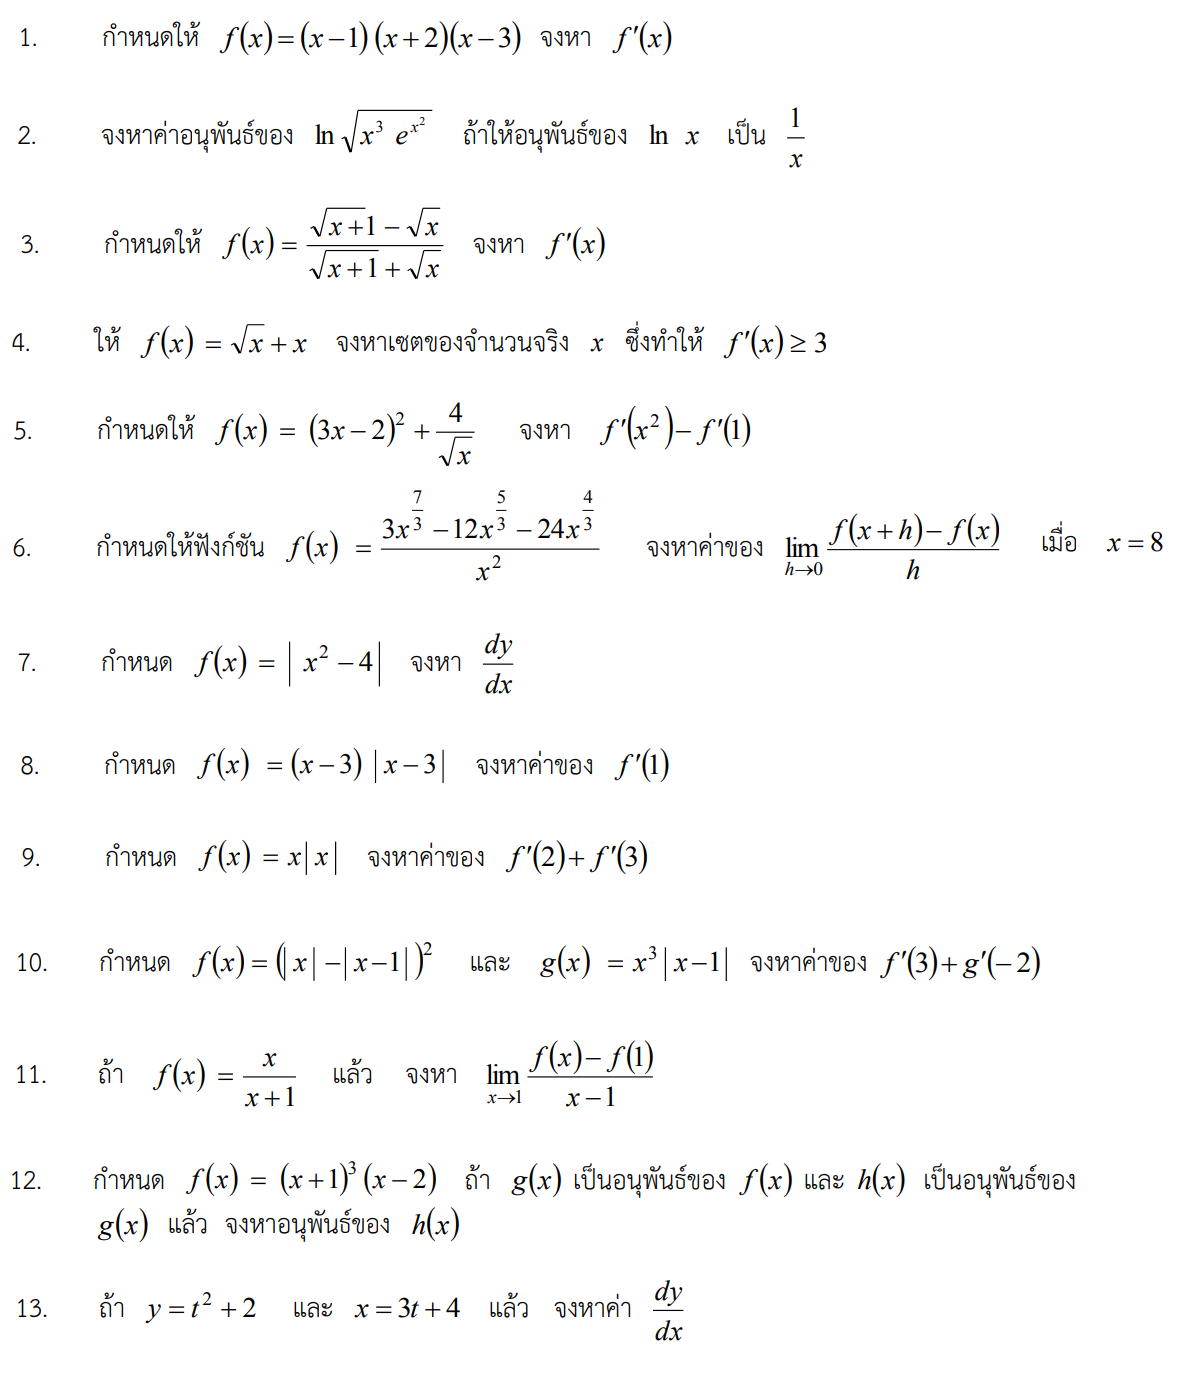 1. กำหนดให้ f(x)=(x−1)(x+2)(x−3) จงหา f′(x)
2. จงหาค่าอนุพันธ์ของ ln √(x³ e^(x²)) ถ้าให้อนุพันธ์ของ ln x เป็น 1/x
3. กำหนดให้ f(x)= (√(x+)1−√x)/(√(x+1)+√x) จงหา f′(x)
4. ให้ f(x) = √x + x จงหาเซตของจำนวนจริง x ซึ่งทำให้ f′(x) ≥ 3
5. กำหนดให้ f(x) = (3x−2)² + 4/√x จงหา f′(x²)− f′(1)
6. กำหนดให้ฟังก์ชัน f(x) = (3x^(7/3) −12x^(5/3) −24x^(4/3))/x² จงหาค่าของ lim h→0 (f(x+h)− f(x))/h เมื่อ x = 8
7. กำหนด f(x) = | x² − 4| จงหา dy/dx
8. กำหนด f(x) = (x−3) |x−3| จงหาค่าของ f′(1)
9. กำหนด f(x) = x|x| จงหาค่าของ f′(2)+ f′(3)
10. กำหนด f(x)= (|x|−|x−1|)² และ g(x) = x³|x−1| จงหาค่าของ f′(3)+g′(−2)
11. ถ้า f(x) = x/(x+1) แล้ว จงหา lim x→1 (f(x)− f(1))/(x−1)
12. กำหนด f(x) = (x+1)³(x−2) ถ้า g(x) เป็นอนุพันธ์ของ f(x) และ h(x) เป็นอนุพันธ์ของ
g(x) แล้ว จงหาอนุพันธ์ของ h(x)
13. ถ้า y = t² + 2 และ x = 3t + 4 แล้ว จงหาค่า dy/dx